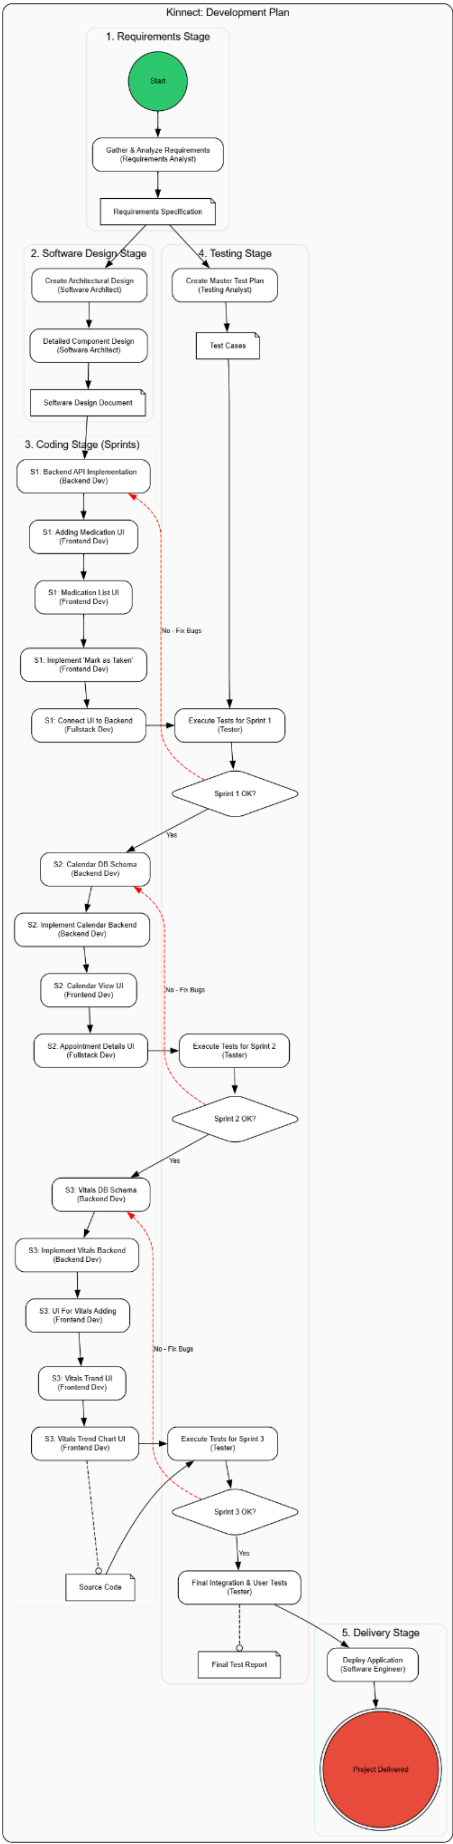 Kinnect: Development Plan
1. Requirements Stage
Start
Gather & Analyze Requirements
(Requirements Analyst)
Requirements Specification
2. Software Design Stage
Create Architectural Design
(Software Architect)
Detailed Component Design
(Software Architect)
Software Design Document
4. Testing Stage
Create Master Test Plan
(Testing Analyst)
Test Cases
3. Coding Stage (Sprints)
S1: Backend API Implementation
(Backend Dev)
S1: Adding Medication UI
(Frontend Dev)
S1: Medication List UI
(Frontend Dev)
No - Fix Bugs
S1: Implement 'Mark as Taken'
(Frontend Dev)
S1: Connect UI to Backend
(Fullstack Dev)
Execute Tests for Sprint 1
(Tester)
Sprint 1 OK?
Yes
S2: Calendar DB Schema
(Backend Dev)
S2: Implement Calendar Backend
(Backend Dev)
S2: Calendar View UI
(Frontend Dev)
No - Fix Bugs
S2: Appointment Details UI
(Fullstack Dev)
Execute Tests for Sprint 2
(Tester)
Sprint 2 OK?
Yes
S3: Vitals DB Schema
(Backend Dev)
S3: Implement Vitals Backend
(Backend Dev)
S3. UI For Vitals Adding
(Frontend Dev)
No - Fix Bugs
S3: Vitals Trend UI
(Frontend Dev)
S3. Vitals Trend Chart UI
(Frontend Dev)
Execute Tests for Sprint 3
(Tester)
Sprint 3 OK?
Yes
Source Code
Final Integration & User Tests
(Tester)
Final Test Report
5. Delivery Stage
Deploy Application
(Software Engineer)
Project Delivered